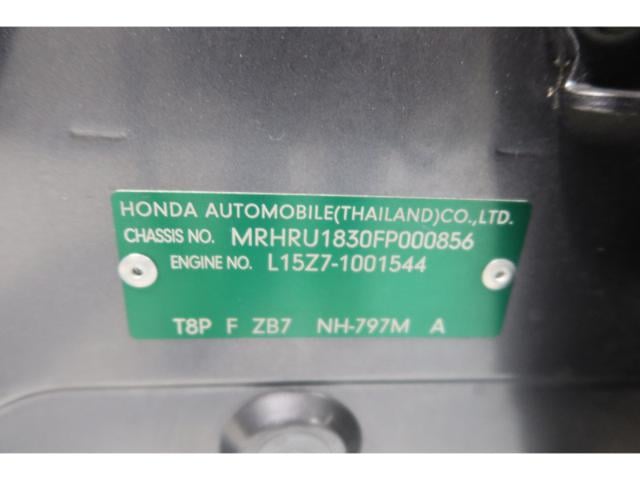 HONDA AUTOMOBILE(THAILAND)CO.,LTD.
CHASSIS NO. MRHRU1830FP000856
ENGINE NO. L15Z7-1001544
T8P F ZB7 NH-797M A